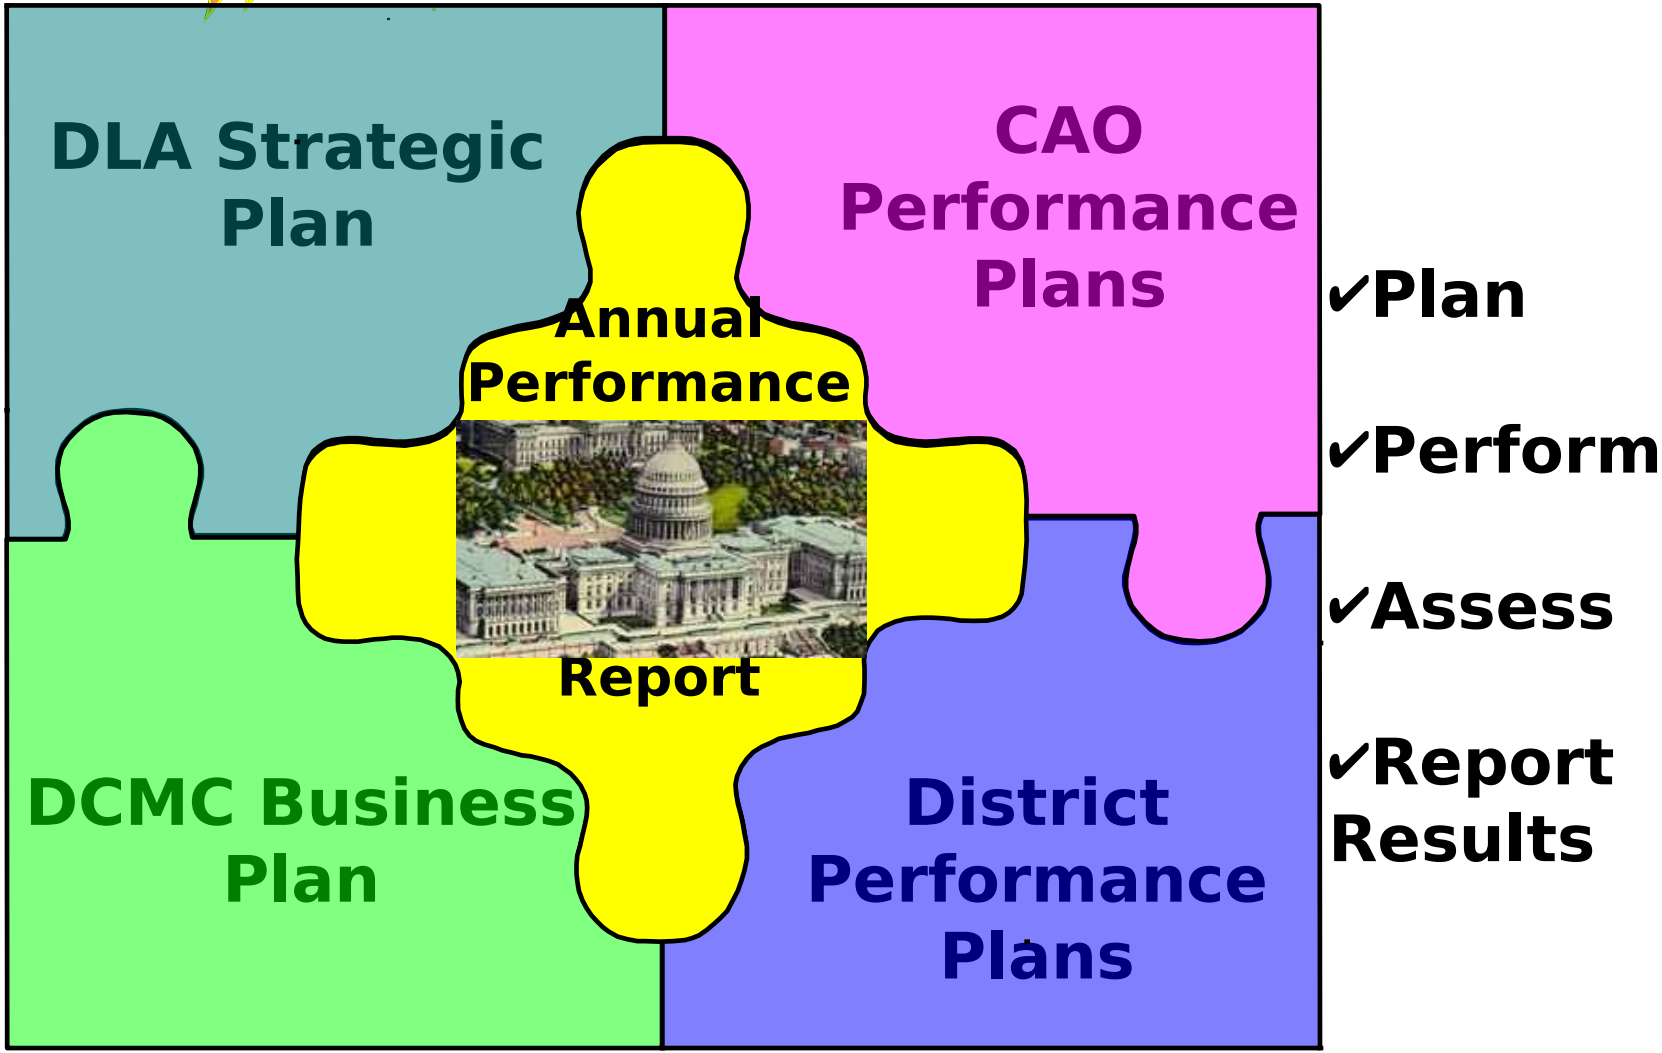 DLA Strategic
Plan
CAO
Performance
Plans
Annual
Performance
Report
DCMC Business
Plan
District
Performance
Plans
✔Plan
✔Perform
✔Assess
✔Report
Results